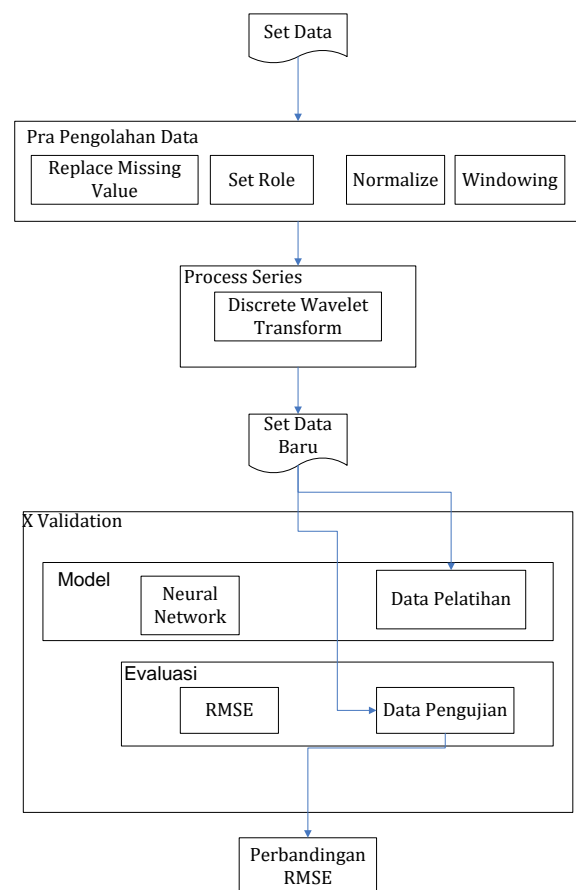 Set Data
Pra Pengolahan Data
Replace Missing
Value
Set Role
Normalize
Windowing
Process Series
Discrete Wavelet
Transform
Set Data
Baru
X Validation
Model
Neural
Network
Data Pelatihan
Evaluasi
RMSE
Data Pengujian
Perbandingan
RMSE